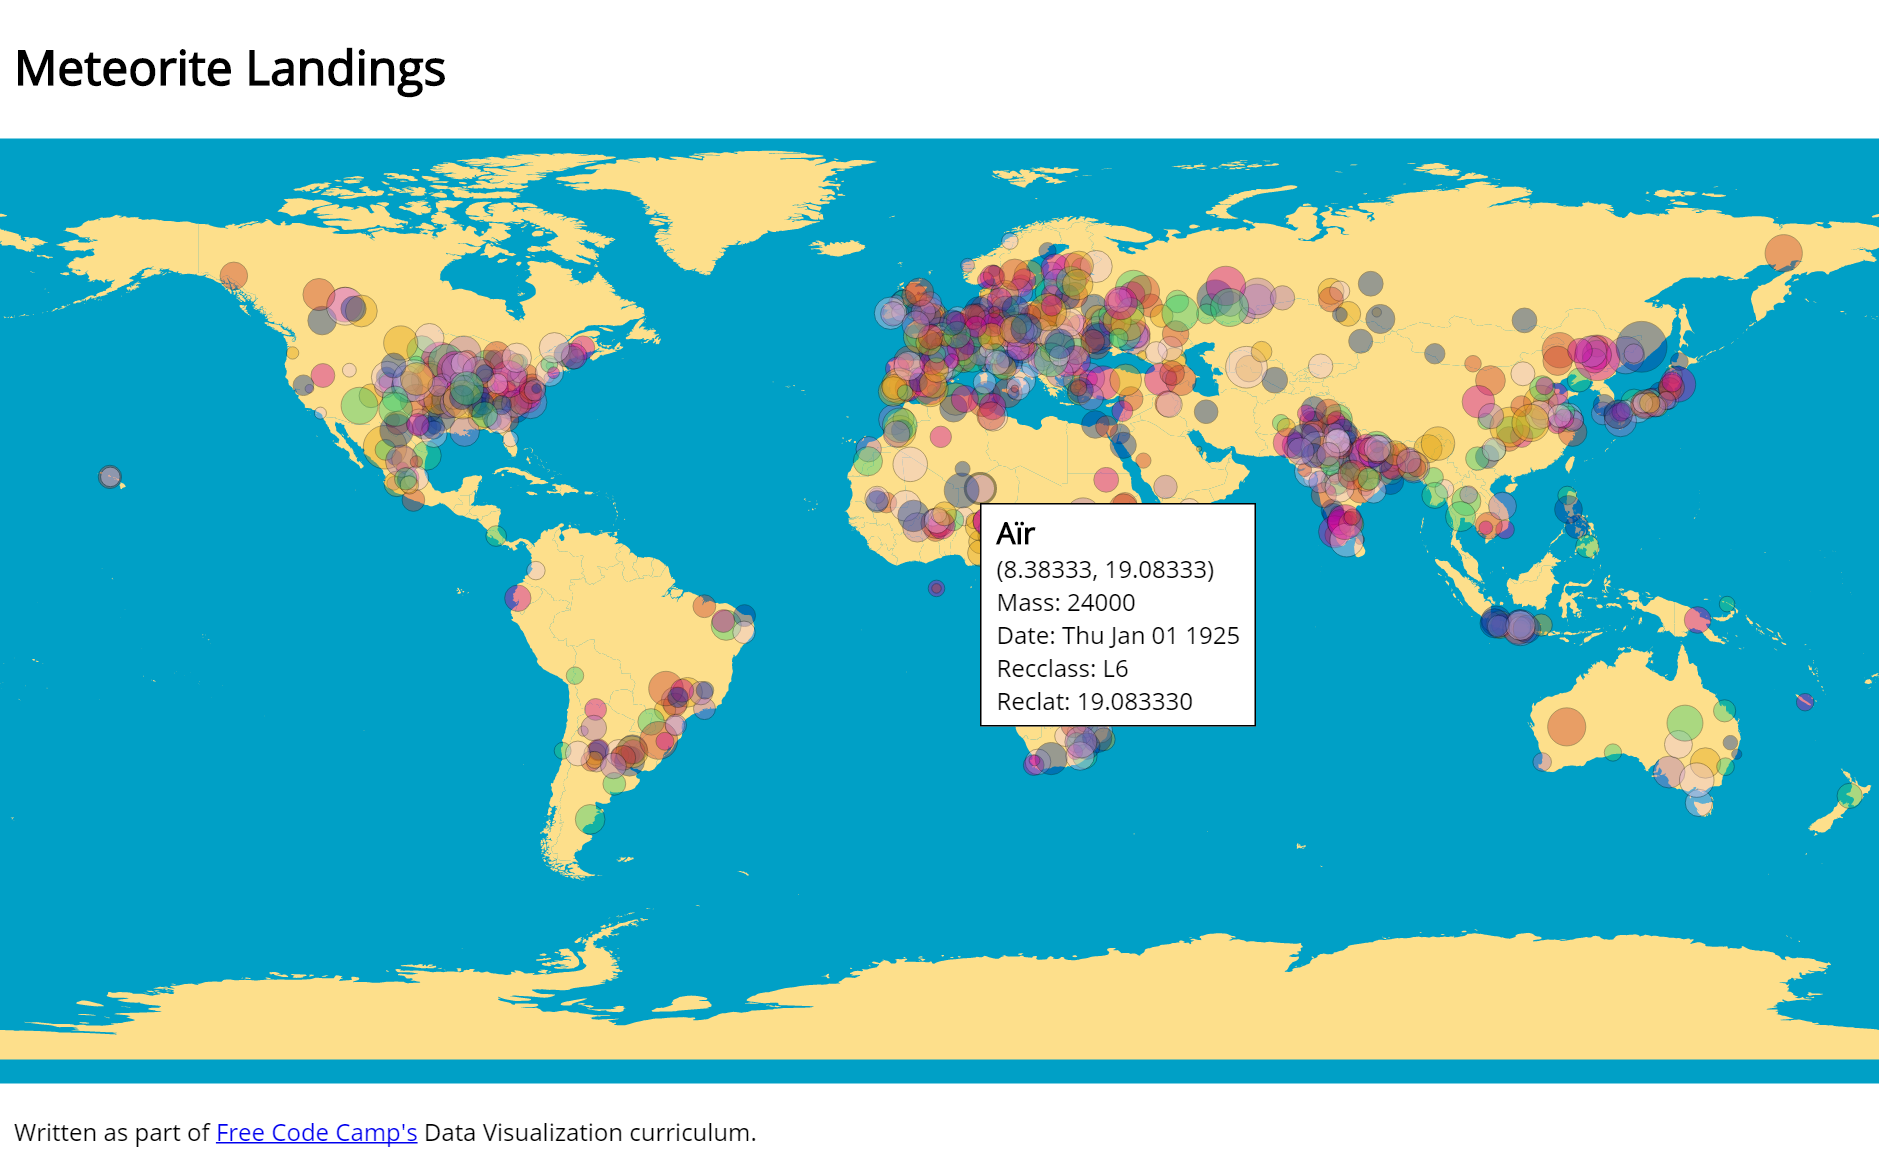 Meteorite Landings
Aïr
(8.38333, 19.08333)
Mass: 24000
Date: Thu Jan 01 1925
Recclass: L6
Reclat: 19.083330
Written as part of Free Code Camp's Data Visualization curriculum.